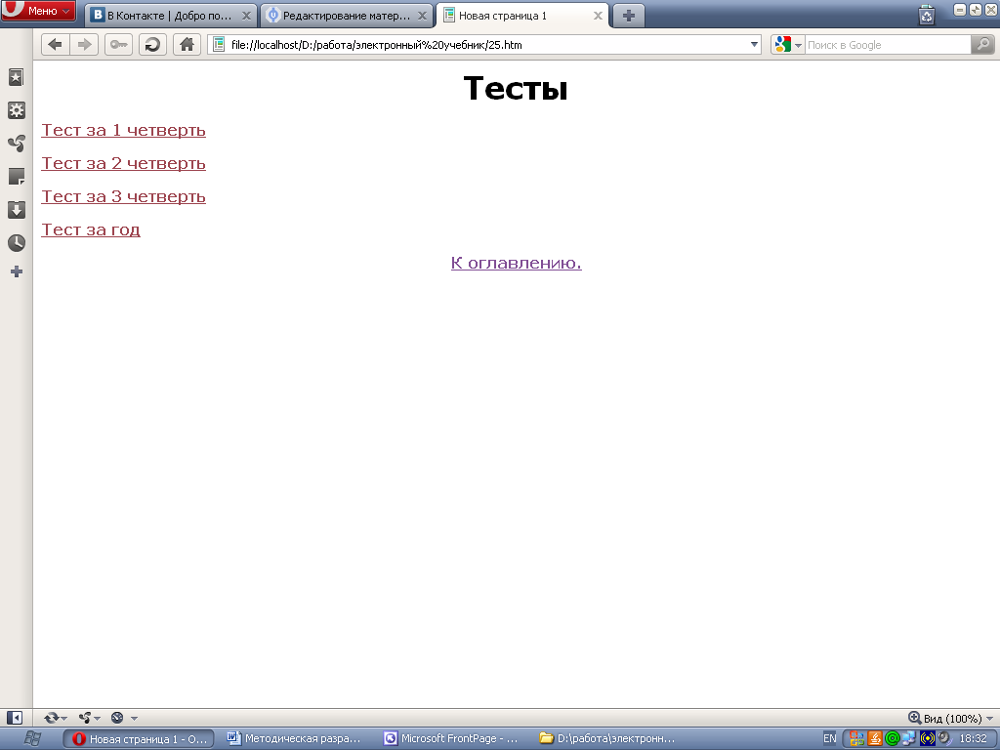 Меню
В Контакте | Добро по...
Редактирование матер...
Новая страница 1
file://localhost/D:/работа/электронный%20учебник/25.htm
Поиск в Google
Тесты
Тест за 1 четверть
Тест за 2 четверть
Тест за 3 четверть
Тест за год
К оглавлению.
Вид (100%)
Новая страница 1 - O...
Методическая разра...
Microsoft FrontPage - ...
D:\работа\электронн...
EN
18:32